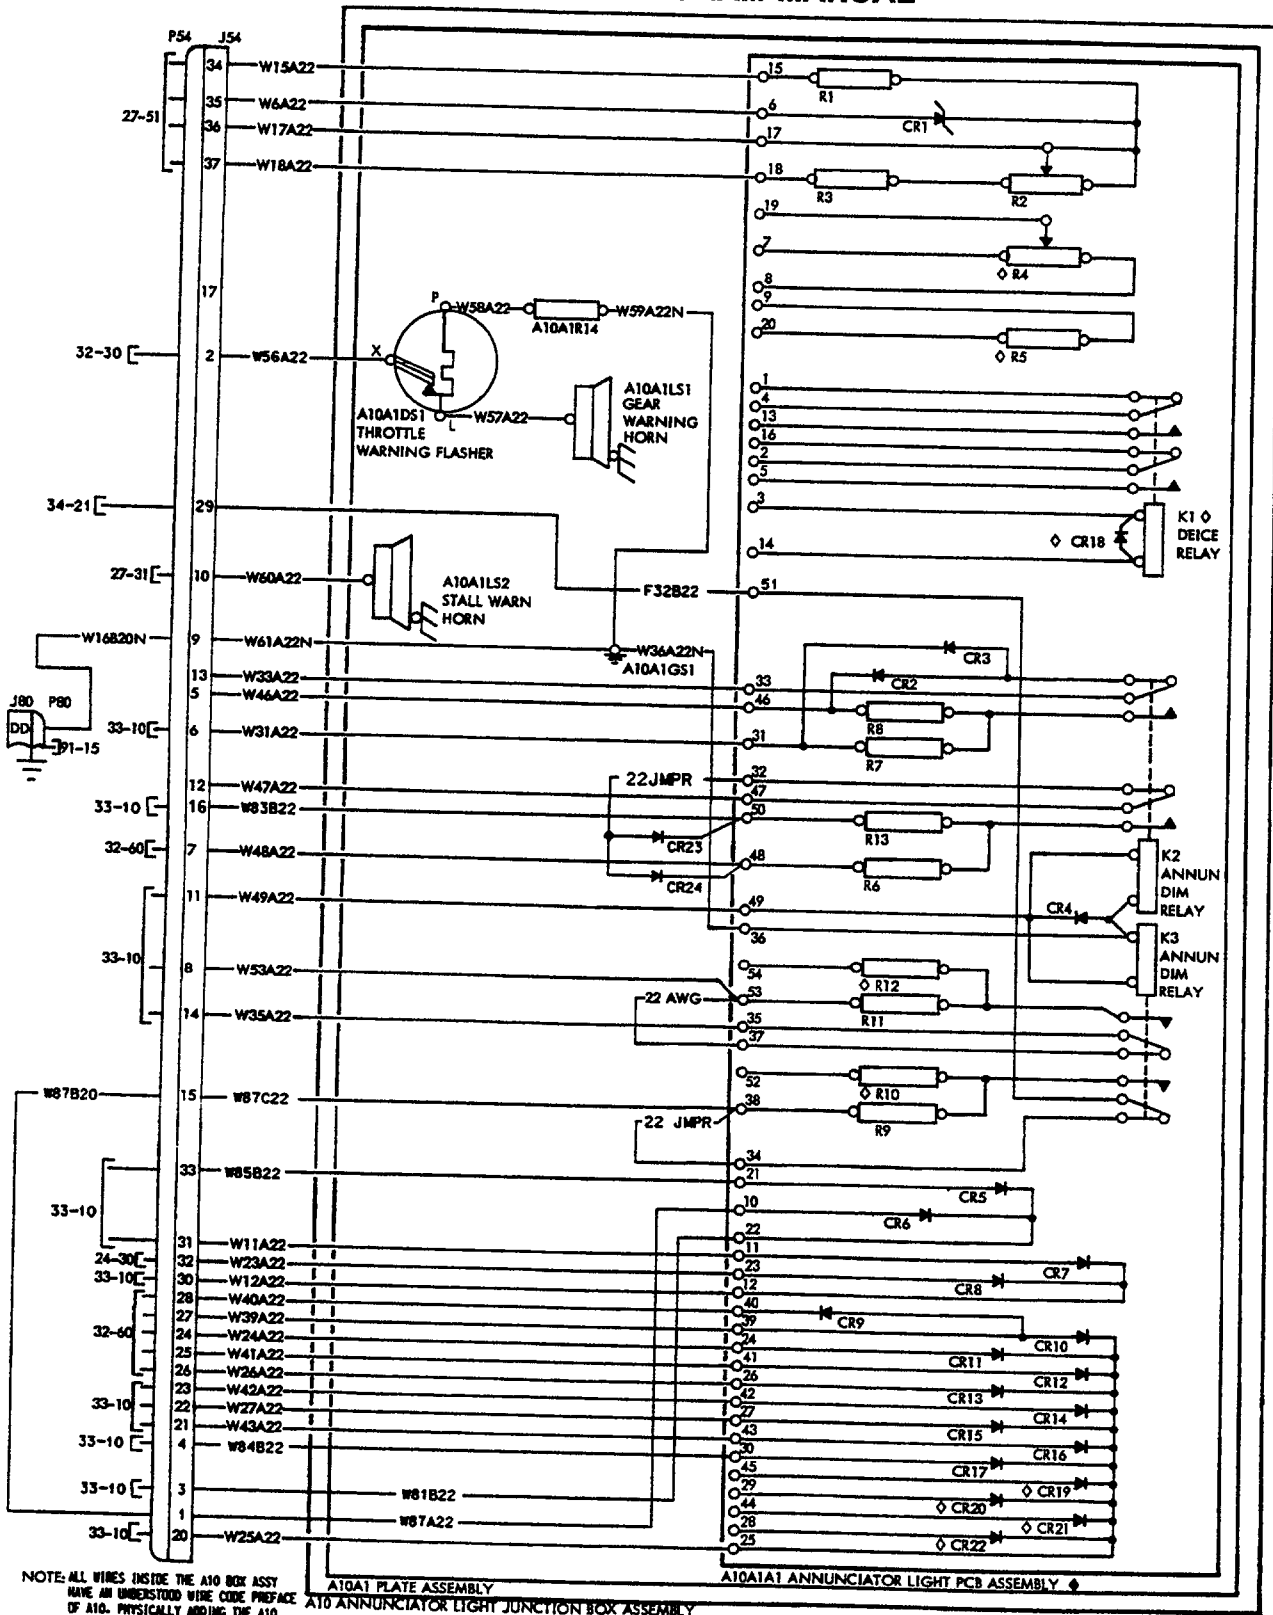 MANUAL
P54 J54
34 W15A22 15 R1
35 W6A22 6 CR1
27-51
36 W17A22 17
37 W18A22 18 R3 R2
19
7 ◊ R4
17 8
9
P W58A22 A10A1R14 W59A22N 20 ◊ R5
32-30 2 W56A22 X
1
A10A1LS1
GEAR
WARNING
HORN
4
A10A1DS1
THROTTLE
WARNING FLASHER
L W57A22
13
16
2
5
34-21 29 3
K1 ◊
DEICE
RELAY
◊ CR18
14
27-31 10 W60A22
A10A1LS2
STALL WARN
HORN
F32B22 51
W16B20N 9 W61A22N W36A22N CR3
A10A1GS1
13 W33A22 33 CR2
5 W46A22 46 R8
J80 P80
DD
91-15
33-10 6 W31A22 31 R7
22 JMPR 32
12 W47A22 47
33-10 16 W83B22 50 R13
CR23
32-60 7 W48A22 48 R6
CR24
K2
ANNUN
DIM
RELAY
11 W49A22 49 CR4
36
K3
ANNUN
DIM
RELAY
33-10
54 ◊ R12
8 W53A22 53 R11
22 AWG
14 W35A22 35
37
52 ◊ R10
W87B20 15 W87C22 38 R9
22 JMPR
34
33 W85B22 21 CR5
33-10
10 CR6
22
31 W11A22 11 CR7
24-30 32 W23A22 23 CR8
33-10 30 W12A22 12
28 W40A22 40 CR9
27 W39A22 39 CR10
32-60 24 W24A22 24 CR11
25 W41A22 41 CR12
26 W26A22 26 CR13
23 W42A22 42 CR14
33-10 22 W27A22 27 CR15
21 W43A22 43 CR16
33-10 4 W84B22 30 CR17
45 ◊ CR19
33-10 3 W81B22 29 ◊ CR20
1 W87A22 44 ◊ CR21
28 ◊ CR22
33-10 20 W25A22 25
A10A1A1 ANNUNCIATOR LIGHT PCB ASSEMBLY ◆
A10A1 PLATE ASSEMBLY
A10 ANNUNCIATOR LIGHT JUNCTION BOX ASSEMBLY
NOTE: ALL WIRES INSIDE THE A10 BOX ASSY
HAVE AN UNDERSTOOD WIRE CODE PREFACE
OF A10. PHYSICALLY ADDING THE A10